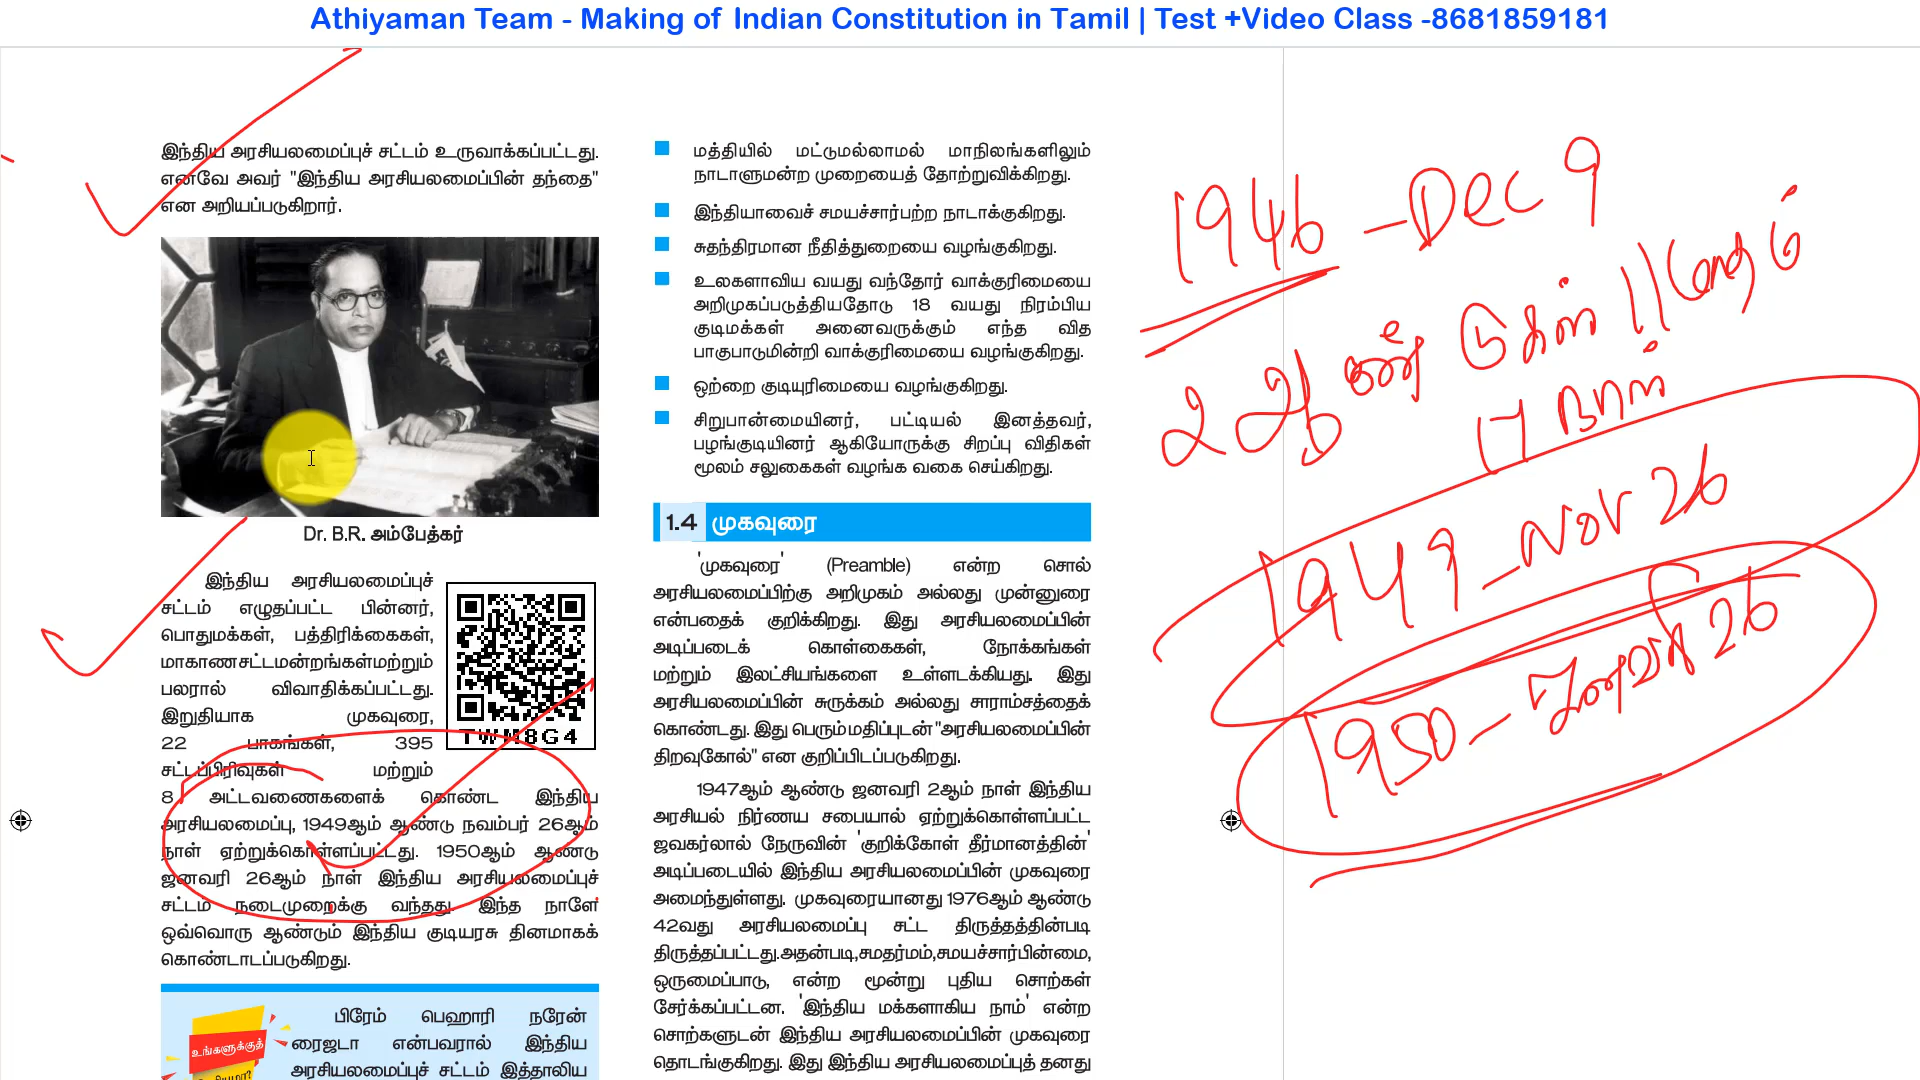 Athiyaman Team - Making of Indian Constitution in Tamil | Test +Video Class -8681859181
இந்திய அரசியலமைப்புச் சட்டம் உருவாக்கப்பட்டது.
எனவே அவர் "இந்திய அரசியலமைப்பின் தந்தை"
என அறியப்படுகிறார்.
Dr. B.R. அம்பேத்கர்
இந்திய அரசியலமைப்புச்
சட்டம் எழுதப்பட்ட பின்னர்,
பொதுமக்கள், பத்திரிக்கைகள்,
மாகாணசட்டமன்றங்கள்மற்றும்
பலரால் விவாதிக்கப்பட்டது.
இறுதியாக முகவுரை,
22 பாகங்கள், 395
சட்டப்பிரிவுகள் மற்றும்
TWM8G4
8 அட்டவணைகளைக் கொண்ட இந்திய
அரசியலமைப்பு, 1949ஆம் ஆண்டு நவம்பர் 26ஆம்
நாள் ஏற்றுக்கொள்ளப்பட்டது. 1950ஆம் ஆண்டு
ஜனவரி 26ஆம் நாள் இந்திய அரசியலமைப்புச்
சட்டம் நடைமுறைக்கு வந்தது. இந்த நாளே
ஒவ்வொரு ஆண்டும் இந்திய குடியரசு தினமாகக்
கொண்டாடப்படுகிறது.
உங்களுக்குத்
பிரேம் பெஹாரி நரேன்
ரைஜடா என்பவரால் இந்திய
அரசியலமைப்புச் சட்டம் இத்தாலிய
மத்தியில் மட்டுமல்லாமல் மாநிலங்களிலும்
நாடாளுமன்ற முறையைத் தோற்றுவிக்கிறது.
இந்தியாவைச் சமயச்சார்பற்ற நாடாக்குகிறது.
சுதந்திரமான நீதித்துறையை வழங்குகிறது.
உலகளாவிய வயது வந்தோர் வாக்குரிமையை
அறிமுகப்படுத்தியதோடு 18 வயது நிரம்பிய
குடிமக்கள் அனைவருக்கும் எந்த வித
பாகுபாடுமின்றி வாக்குரிமையை வழங்குகிறது.
ஒற்றை குடியுரிமையை வழங்குகிறது.
சிறுபான்மையினர், பட்டியல் இனத்தவர்,
பழங்குடியினர் ஆகியோருக்கு சிறப்பு விதிகள்
மூலம் சலுகைகள் வழங்க வகை செய்கிறது.
1.4 முகவுரை
'முகவுரை' (Preamble) என்ற சொல்
அரசியலமைப்பிற்கு அறிமுகம் அல்லது முன்னுரை
என்பதைக் குறிக்கிறது. இது அரசியலமைப்பின்
அடிப்படைக் கொள்கைகள், நோக்கங்கள்
மற்றும் இலட்சியங்களை உள்ளடக்கியது. இது
அரசியலமைப்பின் சுருக்கம் அல்லது சாராம்சத்தைக்
கொண்டது. இது பெரும் மதிப்புடன் "அரசியலமைப்பின்
திறவுகோல்" என குறிப்பிடப்படுகிறது.
1947ஆம் ஆண்டு ஜனவரி 2ஆம் நாள் இந்திய
அரசியல் நிர்ணய சபையால் ஏற்றுக்கொள்ளப்பட்ட
ஜவகர்லால் நேருவின் 'குறிக்கோள் தீர்மானத்தின்'
அடிப்படையில் இந்திய அரசியலமைப்பின் முகவுரை
அமைந்துள்ளது. முகவுரையானது 1976ஆம் ஆண்டு
42வது அரசியலமைப்பு சட்ட திருத்தத்தின்படி
திருத்தப்பட்டது.அதன்படி,சமதர்மம்,சமயச்சார்பின்மை,
ஒருமைப்பாடு, என்ற மூன்று புதிய சொற்கள்
சேர்க்கப்பட்டன. 'இந்திய மக்களாகிய நாம்' என்ற
சொற்களுடன் இந்திய அரசியலமைப்பின் முகவுரை
தொடங்குகிறது. இது இந்திய அரசியலமைப்புத் தனது
1946 - Dec 9
2 ஆண்டுகள் 11 மாதம்
17 நாள்
1949 - Nov 26
1950 - ஜனவரி 26